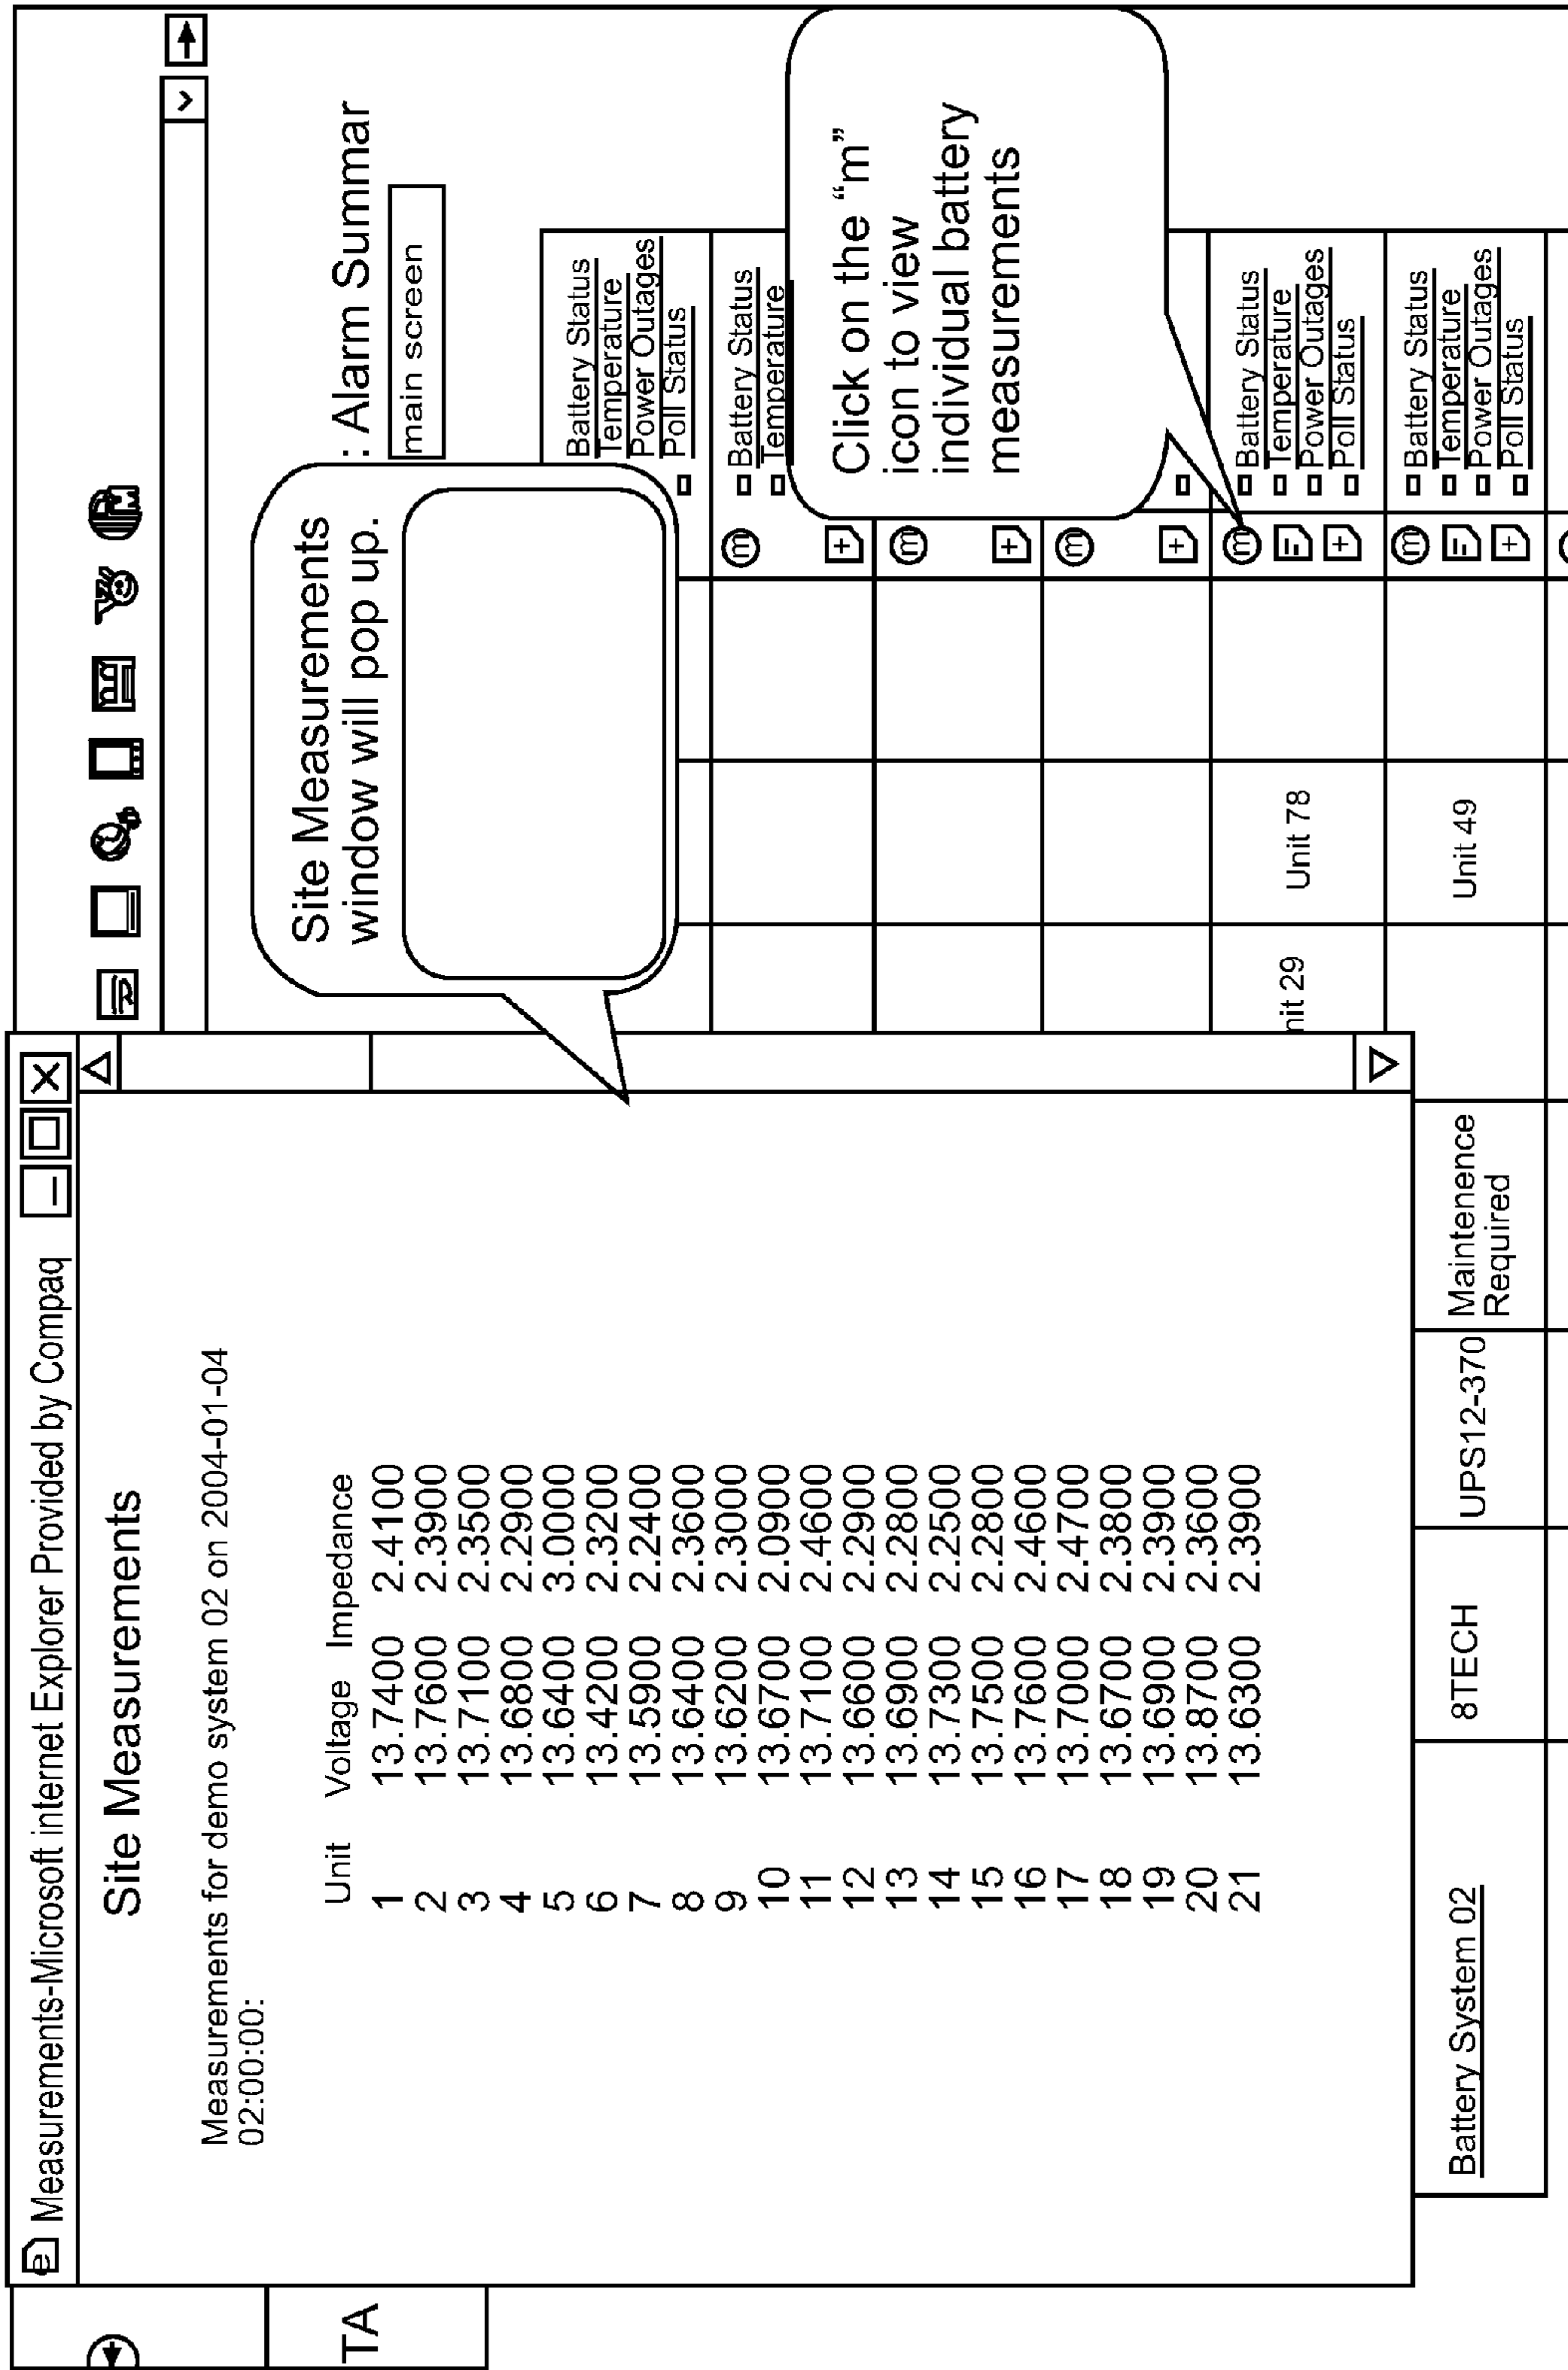 Measurements-Microsoft internet Explorer Provided by Compaq
Site Measurements
Measurements for demo system 02 on 2004-01-04
02:00:00:
Unit Voltage Impedance
1 13.7400 2.4100
2 13.7600 2.3900
3 13.7100 2.3500
4 13.6800 2.2900
5 13.6400 3.0000
6 13.4200 2.3200
7 13.5900 2.2400
8 13.6400 2.3600
9 13.6200 2.3000
10 13.6700 2.0900
11 13.7100 2.4600
12 13.6600 2.2900
13 13.6900 2.2800
14 13.7300 2.2500
15 13.7500 2.2800
16 13.7600 2.4600
17 13.7000 2.4700
18 13.6700 2.3800
19 13.6900 2.3900
20 13.8700 2.3600
21 13.6300 2.3900
TA
Site Measurements
window will pop up.
: Alarm Summar
main screen
Battery Status
Temperature
Power Outages
Poll Status
m
+
Battery Status
Temperature
Click on the “m”
icon to view
individual battery
measurements
m
+
m
+
nit 29
Unit 78
m
=
+
Battery Status
Temperature
Power Outages
Poll Status
Battery System 02
8TECH
UPS12-370
Maintenence
Required
Unit 49
m
=
+
Battery Status
Temperature
Power Outages
Poll Status